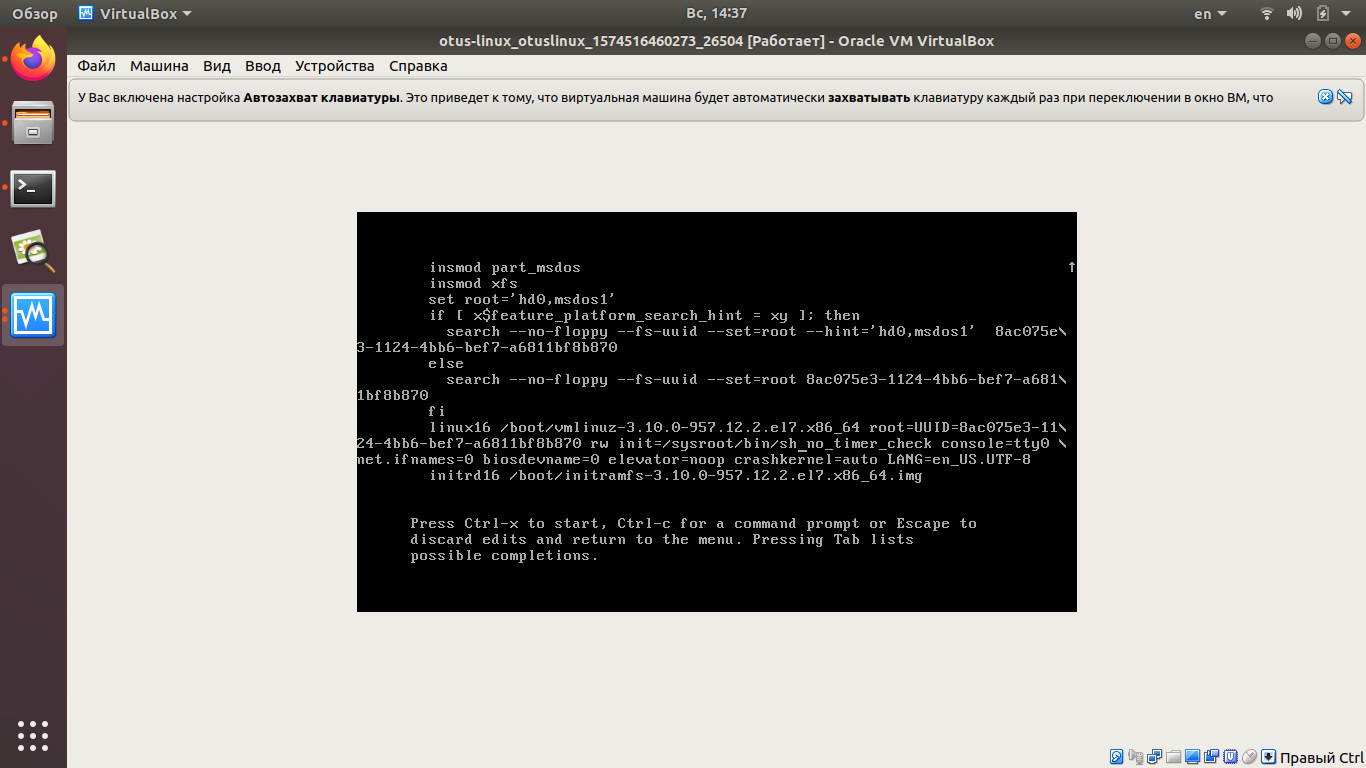 Обзор VirtualBox Вс, 14:37 en
otus-linux_otuslinux_1574516460273_26504 [Работает] - Oracle VM VirtualBox
Файл Машина Вид Ввод Устройства Справка
У Вас включена настройка Автозахват клавиатуры. Это приведет к тому, что виртуальная машина будет автоматически захватывать клавиатуру каждый раз при переключении в окно ВМ, что
insmod part_msdos ↑
insmod xfs
set root='hd0,msdos1'
if [ x$feature_platform_search_hint = xy ]; then
search --no-floppy --fs-uuid --set=root --hint='hd0,msdos1'  8ac075e\
3-1124-4bb6-bef7-a6811bf8b870
else
search --no-floppy --fs-uuid --set=root 8ac075e3-1124-4bb6-bef7-a681\
1bf8b870
fi
linux16 /boot/vmlinuz-3.10.0-957.12.2.el7.x86_64 root=UUID=8ac075e3-11\
24-4bb6-bef7-a6811bf8b870 rw init=/sysroot/bin/sh_no_timer_check console=tty0 \
net.ifnames=0 biosdevname=0 elevator=noop crashkernel=auto LANG=en_US.UTF-8
initrd16 /boot/initramfs-3.10.0-957.12.2.el7.x86_64.img
Press Ctrl-x to start, Ctrl-c for a command prompt or Escape to
discard edits and return to the menu. Pressing Tab lists
possible completions.
Правый Ctrl